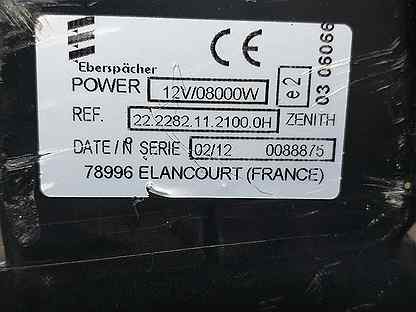 CE
Eberspächer
POWER 12V/08000W
e2
03 06066
REF. 22.2282.11.2100.0H ZENITH
DATE/N SERIE 02/12 0088875
78996 ELANCOURT (FRANCE)